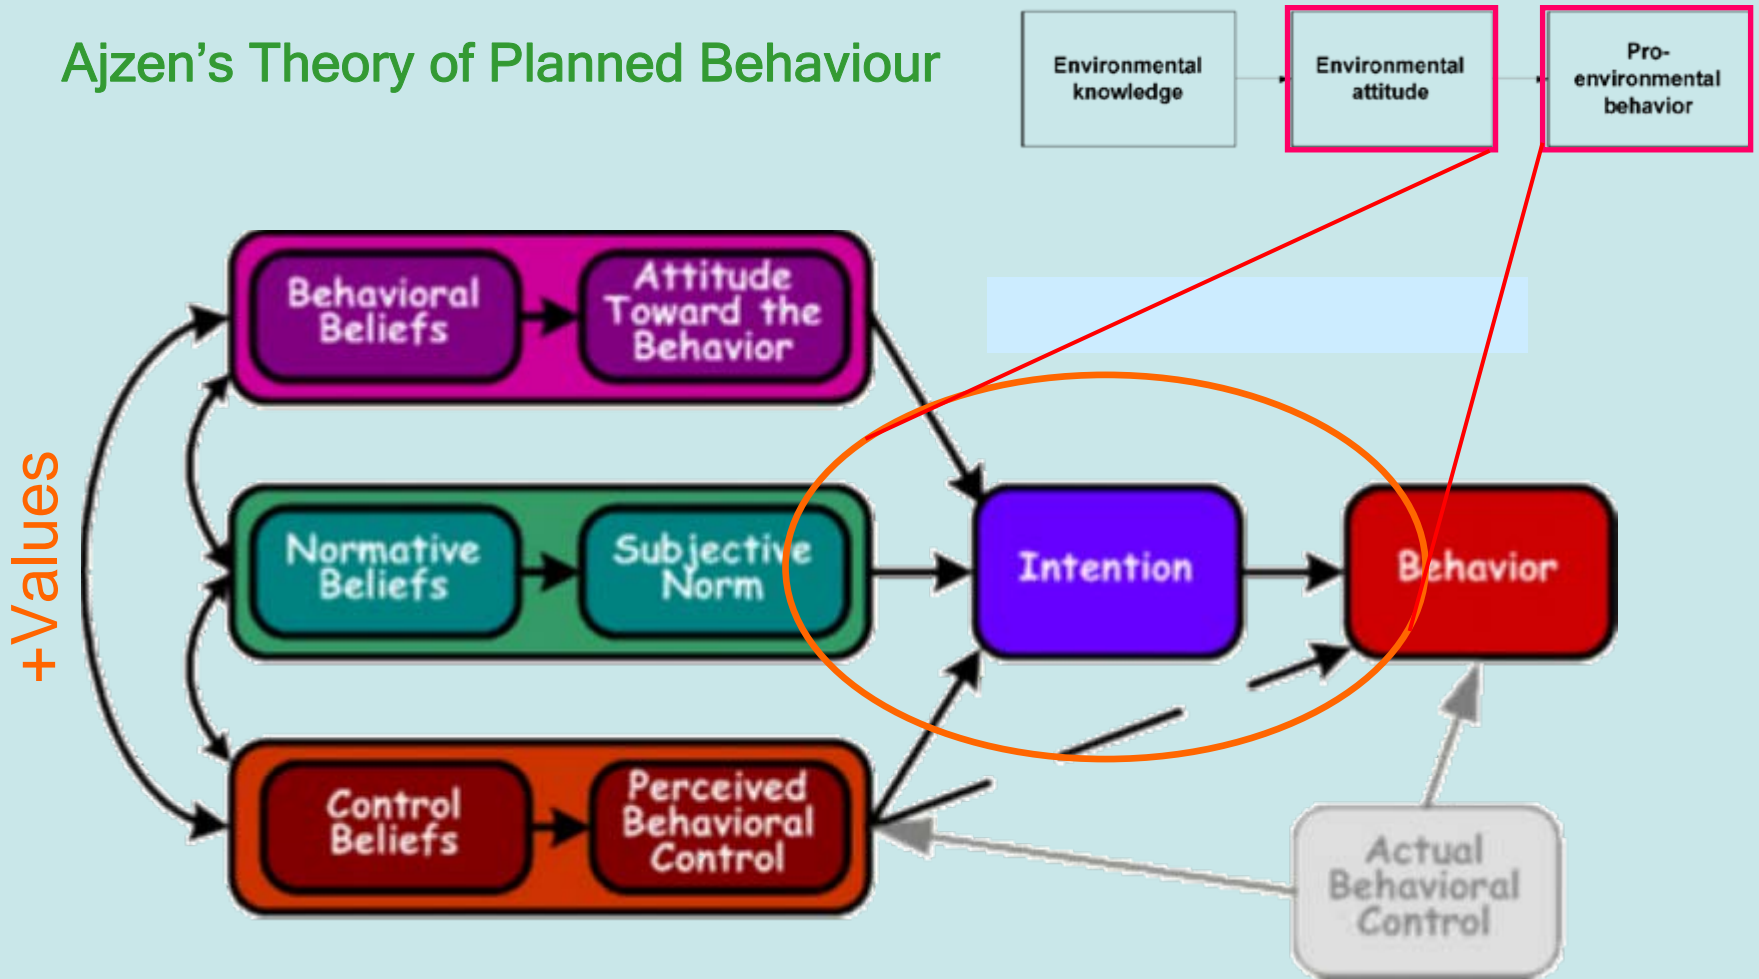 Ajzen’s Theory of Planned Behaviour
Environmental
knowledge
Environmental
attitude
Pro-
environmental
behavior
+Values
Behavioral
Beliefs
Attitude
Toward the
Behavior
Normative
Beliefs
Subjective
Norm
Intention
Behavior
Control
Beliefs
Perceived
Behavioral
Control
Actual
Behavioral
Control